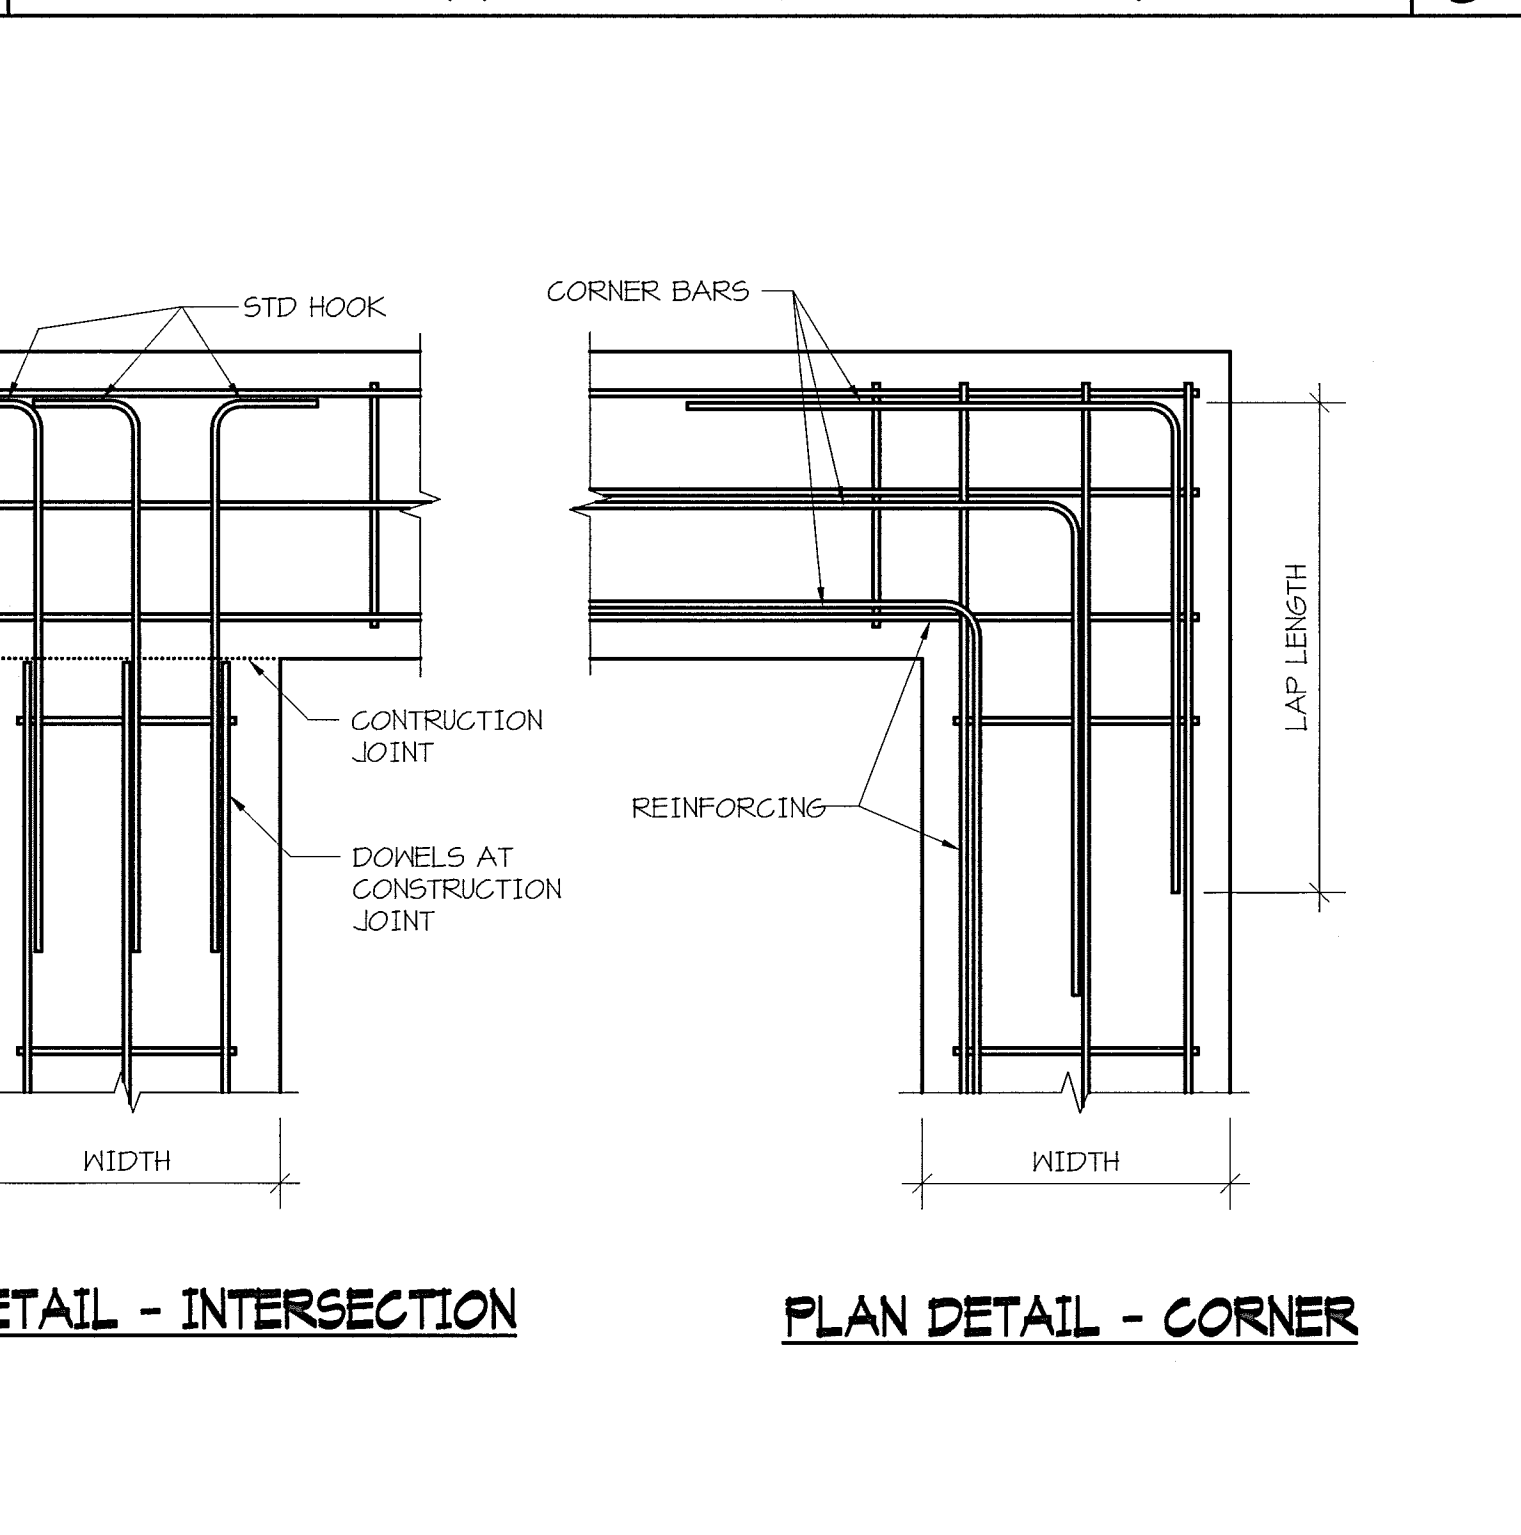 STD HOOK
CORNER BARS
LAP LENGTH
CONTRUCTION
JOINT
REINFORCING
DOWELS AT
CONSTRUCTION
JOINT
WIDTH
WIDTH
ETAIL - INTERSECTION
PLAN DETAIL - CORNER